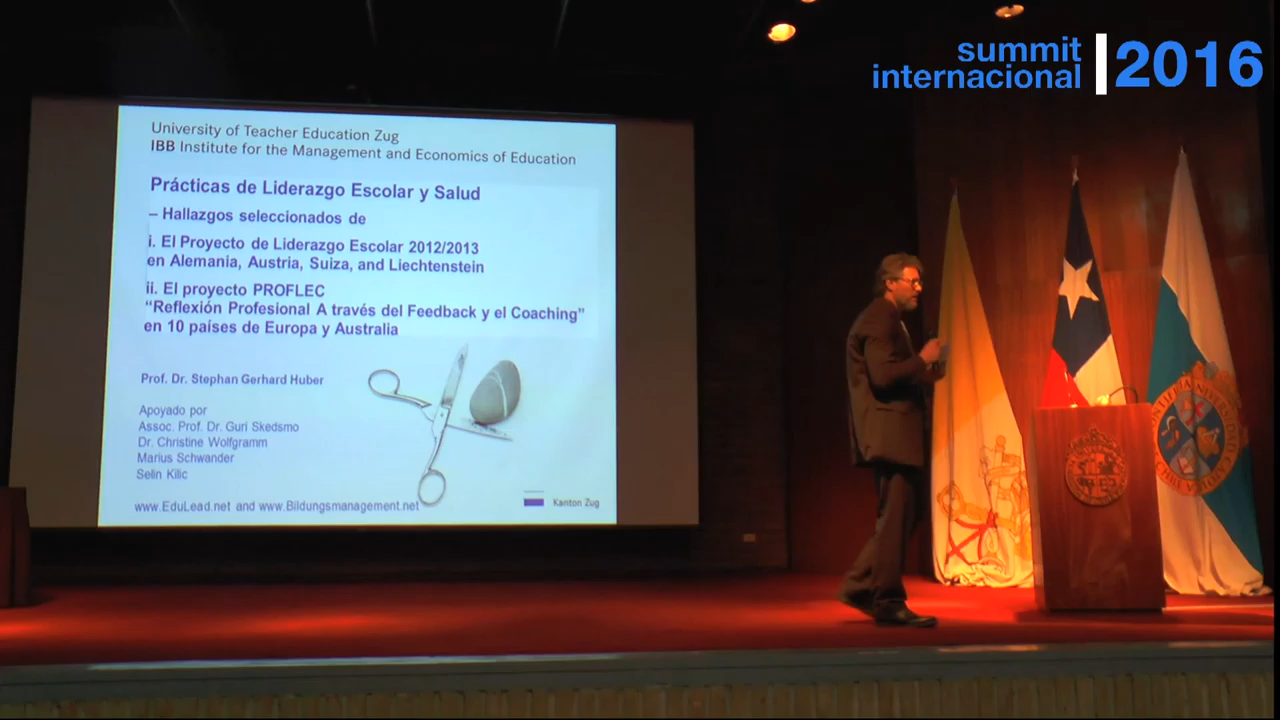 summit
internacional
2016
University of Teacher Education Zug
IBB Institute for the Management and Economics of Education
Prácticas de Liderazgo Escolar y Salud
– Hallazgos seleccionados de
i. El Proyecto de Liderazgo Escolar 2012/2013
en Alemania, Austria, Suiza, and Liechtenstein
ii. El proyecto PROFLEC
“Reflexión Profesional A través del Feedback y el Coaching”
en 10 países de Europa y Australia
Prof. Dr. Stephan Gerhard Huber
Apoyado por
Assoc. Prof. Dr. Guri Skedsmo
Dr. Christine Wolfgramm
Marius Schwander
Selin Kilic
www.EduLead.net and www.Bildungsmanagement.net
Kanton Zug